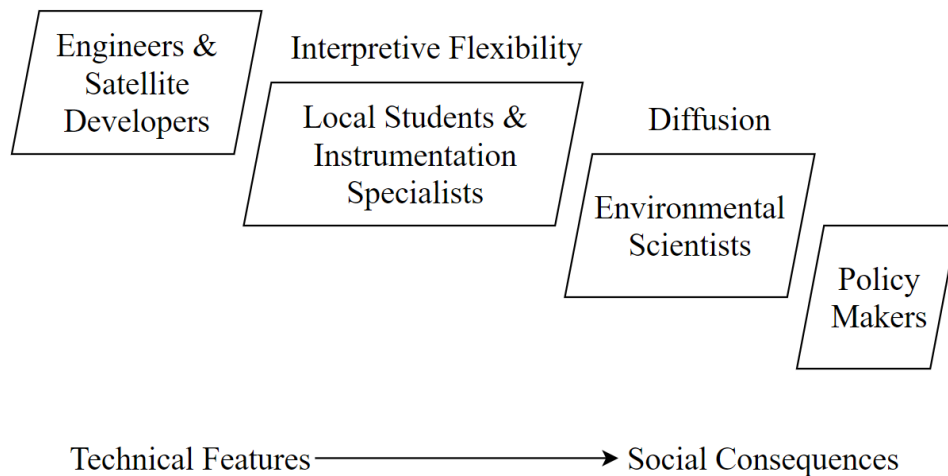 Engineers &
Satellite
Developers
Interpretive Flexibility
Local Students &
Instrumentation
Specialists
Diffusion
Environmental
Scientists
Policy
Makers
Technical Features
Social Consequences